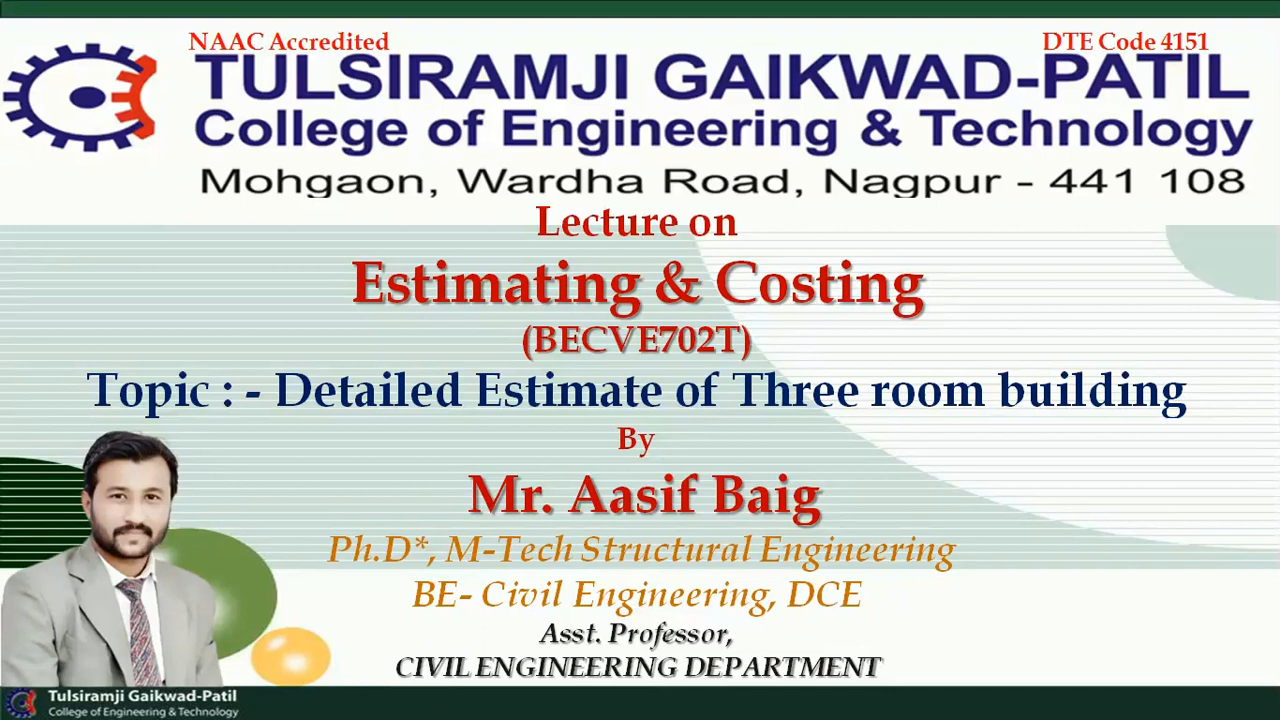 NAAC Accredited DTE Code 4151
TULSIRAMJI GAIKWAD-PATIL
College of Engineering & Technology
Mohgaon, Wardha Road, Nagpur - 441 108
Lecture on
Estimating & Costing
(BECVE702T)
Topic : - Detailed Estimate of Three room building
By
Mr. Aasif Baig
Ph.D*, M-Tech Structural Engineering
BE- Civil Engineering, DCE
Asst. Professor,
CIVIL ENGINEERING DEPARTMENT
Tulsiramji Gaikwad-Patil
College of Engineering & Technology